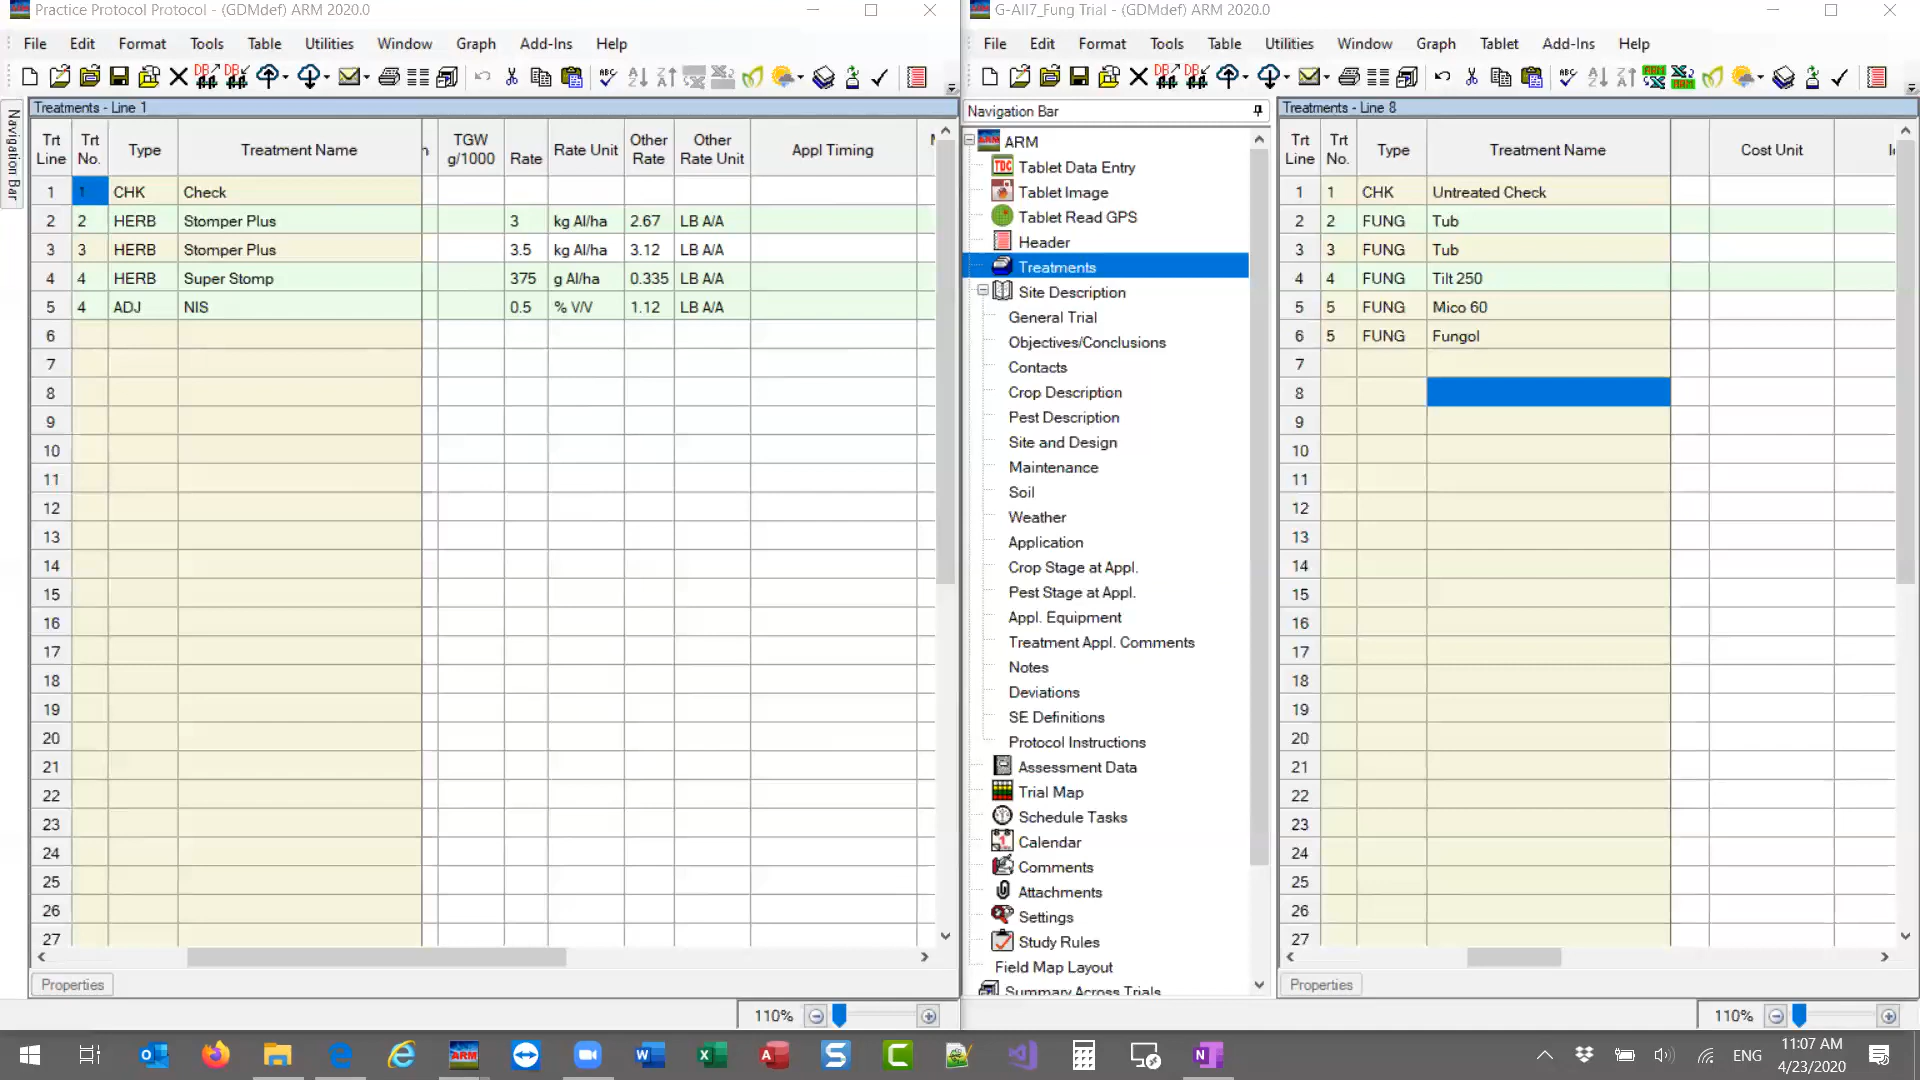 Practice Protocol Protocol - (GDMdef) ARM 2020.0
File Edit Format Tools Table Utilities Window Graph Add-Ins Help
Treatments - Line 1
Navigation Bar
Trt Line Trt No. Type Treatment Name TGW g/1000 Rate Rate Unit Other Rate Other Rate Unit Appl Timing
1 1 CHK Check
2 2 HERB Stomper Plus 3 kg AI/ha 2.67 LB A/A
3 3 HERB Stomper Plus 3.5 kg AI/ha 3.12 LB A/A
4 4 HERB Super Stomp 375 g AI/ha 0.335 LB A/A
5 4 ADJ NIS 0.5 % V/V 1.12 LB A/A
6
7
8
9
10
11
12
13
14
15
16
17
18
19
20
21
22
23
24
25
26
27
Properties
110%
G-All7_Fung Trial - (GDMdef) ARM 2020.0
File Edit Format Tools Table Utilities Window Graph Tablet Add-Ins Help
Navigation Bar
ARM
Tablet Data Entry
Tablet Image
Tablet Read GPS
Header
Treatments
Site Description
General Trial
Objectives/Conclusions
Contacts
Crop Description
Pest Description
Site and Design
Maintenance
Soil
Weather
Application
Crop Stage at Appl.
Pest Stage at Appl.
Appl. Equipment
Treatment Appl. Comments
Notes
Deviations
SE Definitions
Protocol Instructions
Assessment Data
Trial Map
Schedule Tasks
Calendar
Comments
Attachments
Settings
Study Rules
Field Map Layout
Summary Across Trials
Treatments - Line 8
Trt Line Trt No. Type Treatment Name Cost Unit
1 1 CHK Untreated Check
2 2 FUNG Tub
3 3 FUNG Tub
4 4 FUNG Tilt 250
5 5 FUNG Mico 60
6 5 FUNG Fungol
7
8
9
10
11
12
13
14
15
16
17
18
19
20
21
22
23
24
25
26
27
Properties
110%
ENG
11:07 AM
4/23/2020